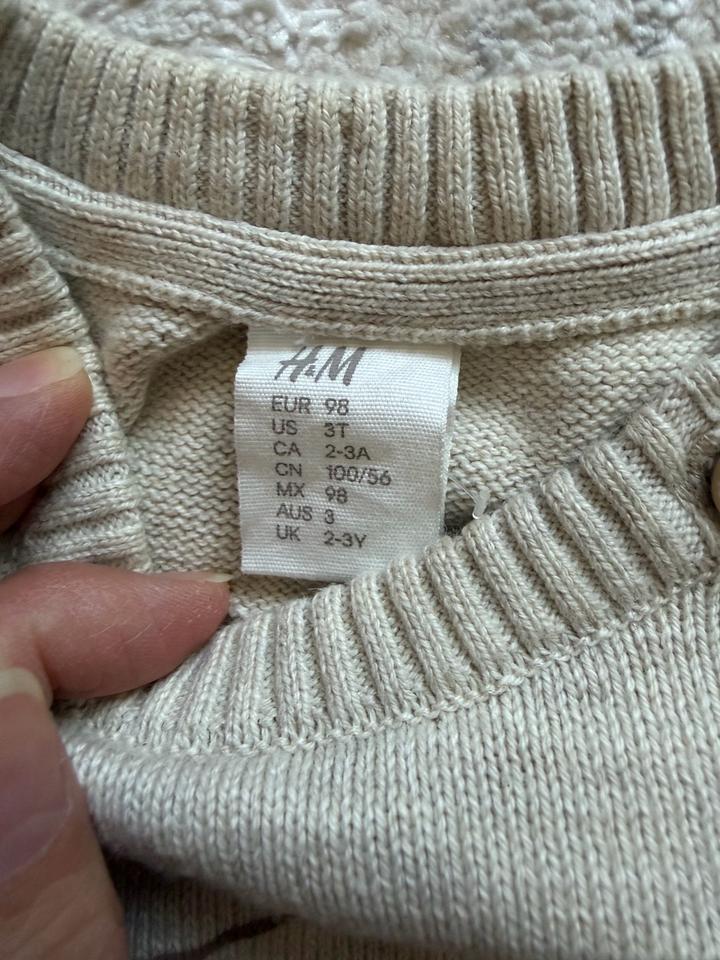 H&M
EUR 98
US 3T
CA 2-3A
CN 100/56
MX 98
AUS 3
UK 2-3Y